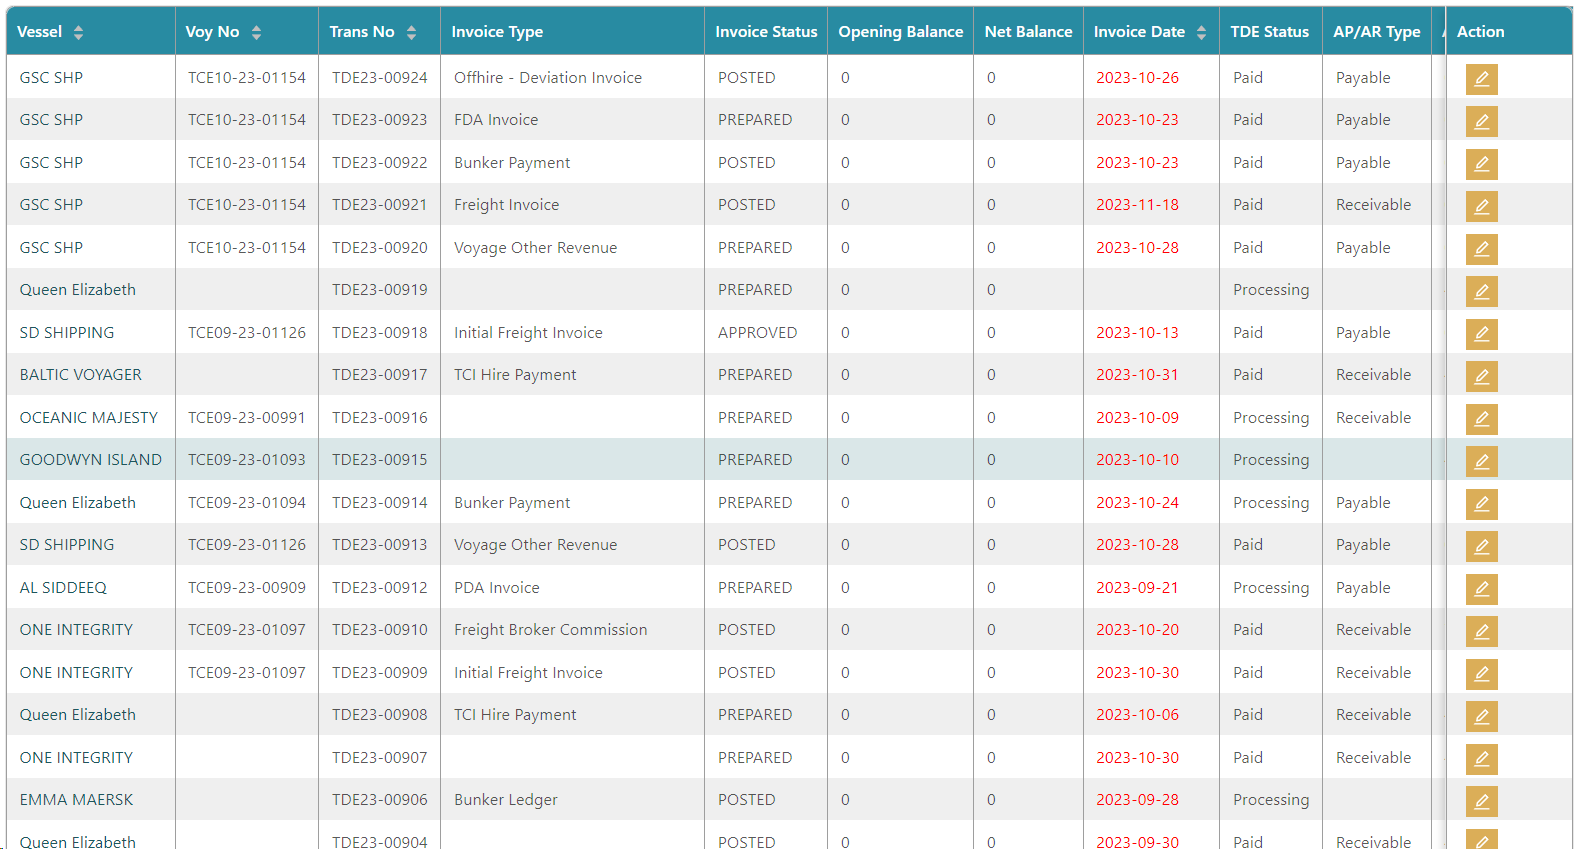 Vessel Voy No Trans No Invoice Type Invoice Status Opening Balance Net Balance Invoice Date TDE Status AP/AR Type Action
GSC SHP TCE10-23-01154 TDE23-00924 Offhire - Deviation Invoice POSTED 0 0 2023-10-26 Paid Payable
GSC SHP TCE10-23-01154 TDE23-00923 FDA Invoice PREPARED 0 0 2023-10-23 Paid Payable
GSC SHP TCE10-23-01154 TDE23-00922 Bunker Payment POSTED 0 0 2023-10-23 Paid Payable
GSC SHP TCE10-23-01154 TDE23-00921 Freight Invoice POSTED 0 0 2023-11-18 Paid Receivable
GSC SHP TCE10-23-01154 TDE23-00920 Voyage Other Revenue PREPARED 0 0 2023-10-28 Paid Payable
Queen Elizabeth TDE23-00919 PREPARED 0 0 Processing
SD SHIPPING TCE09-23-01126 TDE23-00918 Initial Freight Invoice APPROVED 0 0 2023-10-13 Paid Payable
BALTIC VOYAGER TDE23-00917 TCI Hire Payment PREPARED 0 0 2023-10-31 Paid Receivable
OCEANIC MAJESTY TCE09-23-00991 TDE23-00916 PREPARED 0 0 2023-10-09 Processing Receivable
GOODWYN ISLAND TCE09-23-01093 TDE23-00915 PREPARED 0 0 2023-10-10 Processing
Queen Elizabeth TCE09-23-01094 TDE23-00914 Bunker Payment PREPARED 0 0 2023-10-24 Processing Payable
SD SHIPPING TCE09-23-01126 TDE23-00913 Voyage Other Revenue POSTED 0 0 2023-10-28 Paid Payable
AL SIDDEEQ TCE09-23-00909 TDE23-00912 PDA Invoice PREPARED 0 0 2023-09-21 Processing Payable
ONE INTEGRITY TCE09-23-01097 TDE23-00910 Freight Broker Commission POSTED 0 0 2023-10-20 Paid Receivable
ONE INTEGRITY TCE09-23-01097 TDE23-00909 Initial Freight Invoice POSTED 0 0 2023-10-30 Paid Receivable
Queen Elizabeth TDE23-00908 TCI Hire Payment PREPARED 0 0 2023-10-06 Paid Receivable
ONE INTEGRITY TDE23-00907 PREPARED 0 0 2023-10-30 Paid Receivable
EMMA MAERSK TDE23-00906 Bunker Ledger POSTED 0 0 2023-09-28 Processing
Queen Elizabeth TDE23-00904 POSTED 0 0 2023-09-30 Paid Receivable